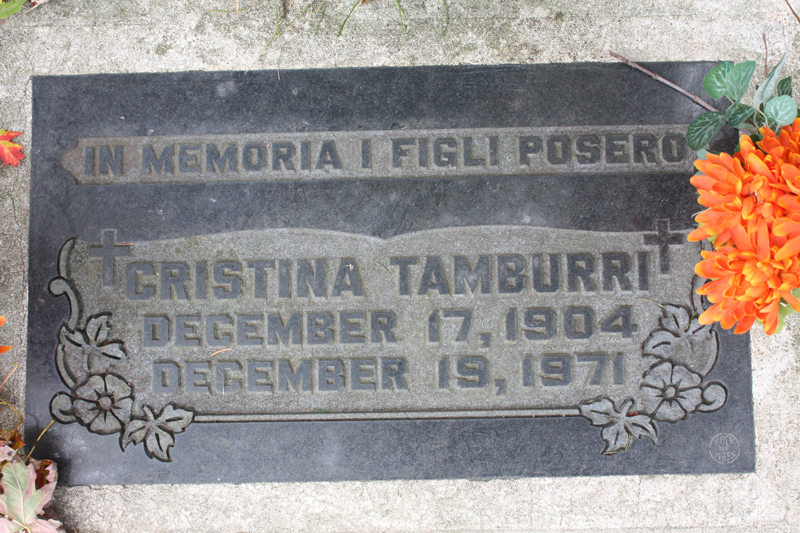 IN MEMORIA I FIGLI POSERO
CRISTINA TAMBURRI
DECEMBER 17, 1904
DECEMBER 19, 1971